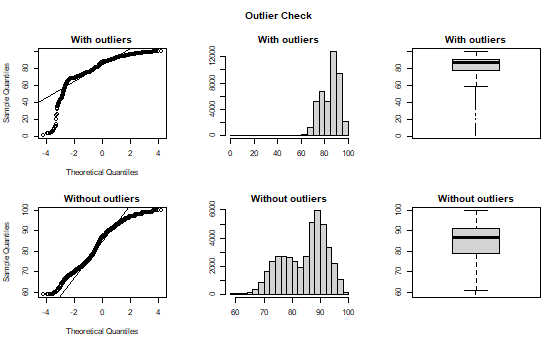 Outlier Check
With outliers
With outliers
With outliers
Sample Quantiles
0 20 40 60 80
-4 -2 0 2 4
Theoretical Quantiles
0 4000 8000 12000
0 20 40 60 80 100
0 20 40 60 80
Without outliers
Without outliers
Without outliers
Sample Quantiles
60 70 80 90 100
-4 -2 0 2 4
Theoretical Quantiles
0 2000 4000 6000
60 70 80 90 100
60 70 80 90 100